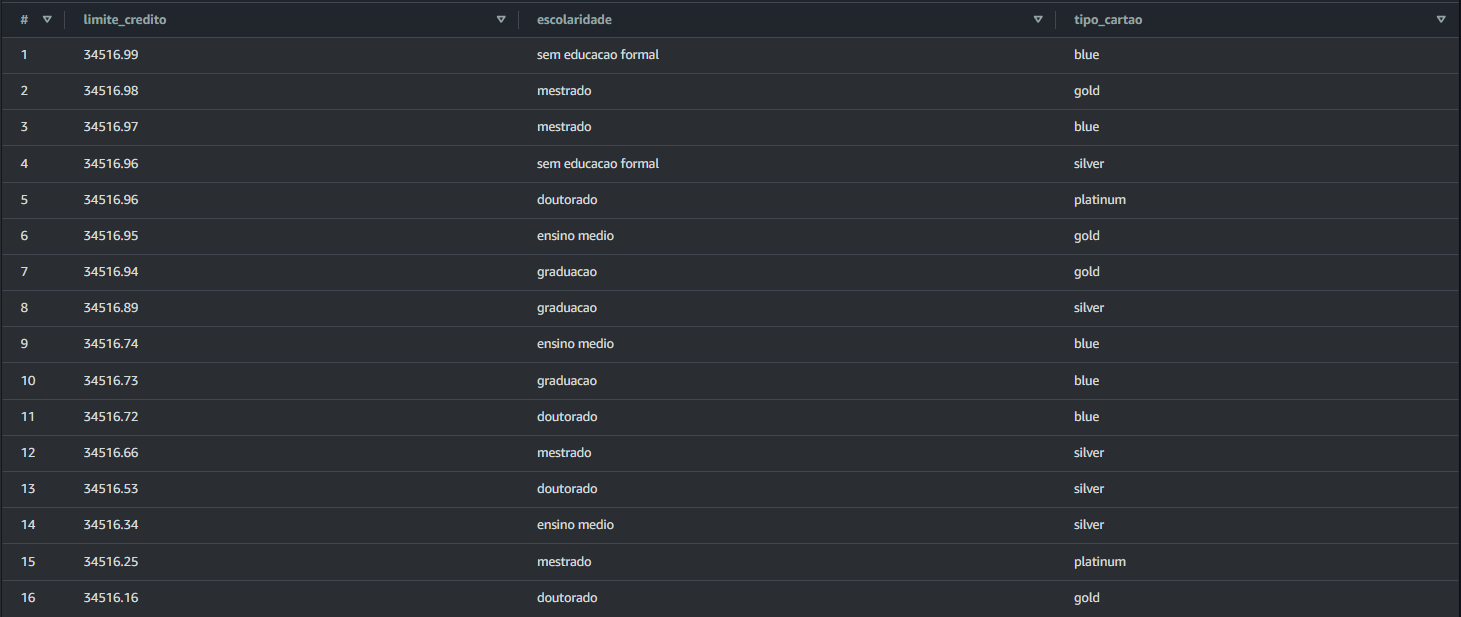 # limite_credito escolaridade tipo_cartao
1 34516.99 sem educacao formal blue
2 34516.98 mestrado gold
3 34516.97 mestrado blue
4 34516.96 sem educacao formal silver
5 34516.96 doutorado platinum
6 34516.95 ensino medio gold
7 34516.94 graduacao gold
8 34516.89 graduacao silver
9 34516.74 ensino medio blue
10 34516.73 graduacao blue
11 34516.72 doutorado blue
12 34516.66 mestrado silver
13 34516.53 doutorado silver
14 34516.34 ensino medio silver
15 34516.25 mestrado platinum
16 34516.16 doutorado gold